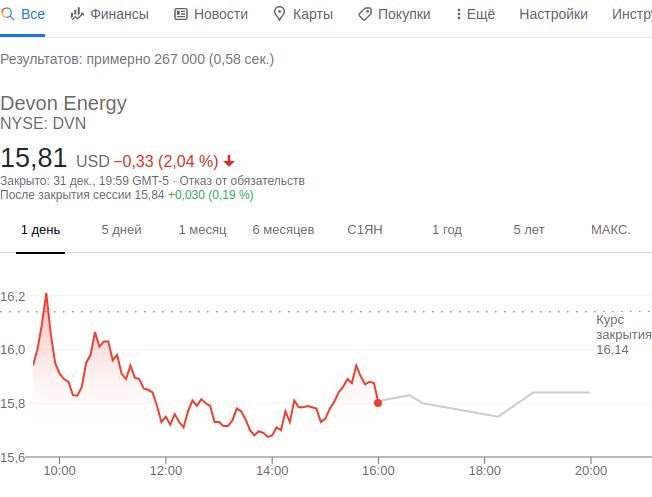 Все Финансы Новости Карты Покупки Ещё Настройки Инстру
Результатов: примерно 267 000 (0,58 сек.)
Devon Energy
NYSE: DVN
15,81 USD −0,33 (2,04 %)
Закрыто: 31 дек., 19:59 GMT-5 · Отказ от обязательств
После закрытия сессии 15,84 +0,030 (0,19 %)
1 день 5 дней 1 месяц 6 месяцев С1ЯН 1 год 5 лет МАКС.
16,2
Курс
закрытия
16,14
16,0
15,8
15,6
10:00 12:00 14:00 16:00 18:00 20:00